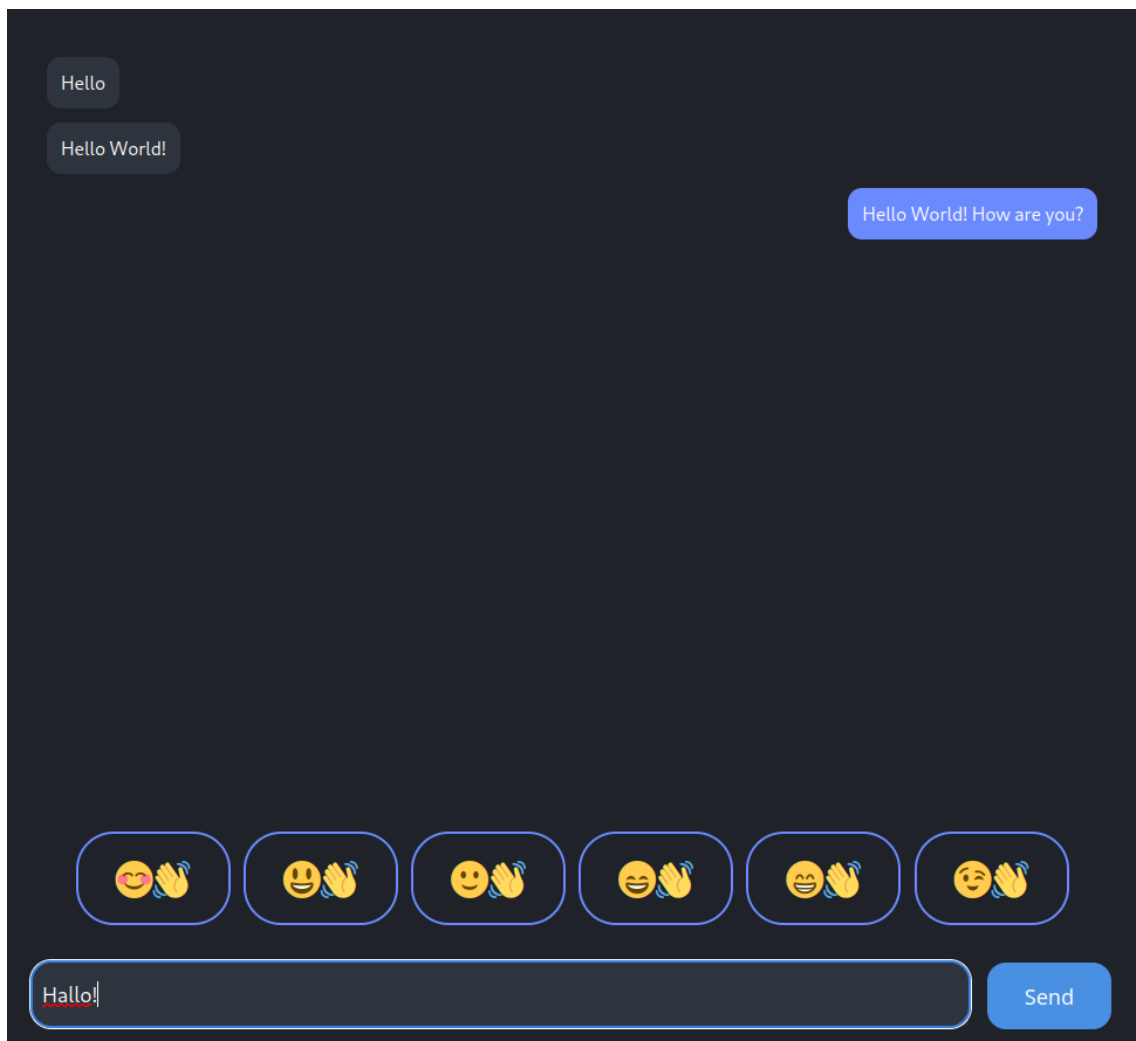 Hello
Hello World!
Hello World! How are you?
😊👋 😃👋 🙂👋 😄👋 😁👋 😉👋
Hallo!
Send